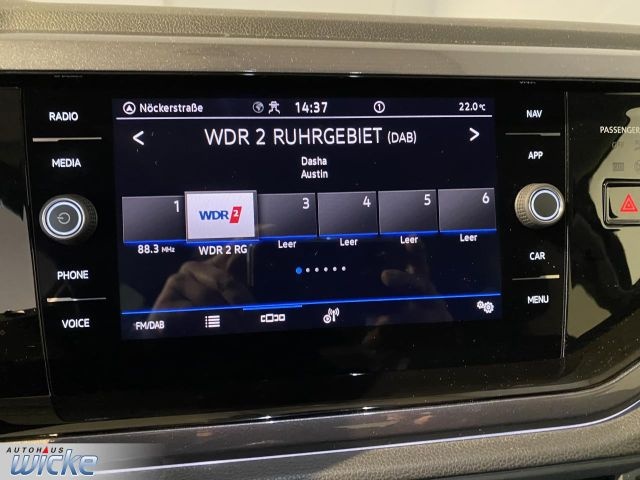 RADIO
MEDIA
PHONE
VOICE
Nöckerstraße
14:37
1
22.0°C
< WDR 2 RUHRGEBIET (DAB) >
Dasha
Austin
1
WDR 2
3
4
5
6
88.3 MHz
WDR 2 RG
Leer
Leer
Leer
Leer
FM/DAB
NAV
APP
CAR
MENU
PASSENGER
AUTOHAUS
WICKE